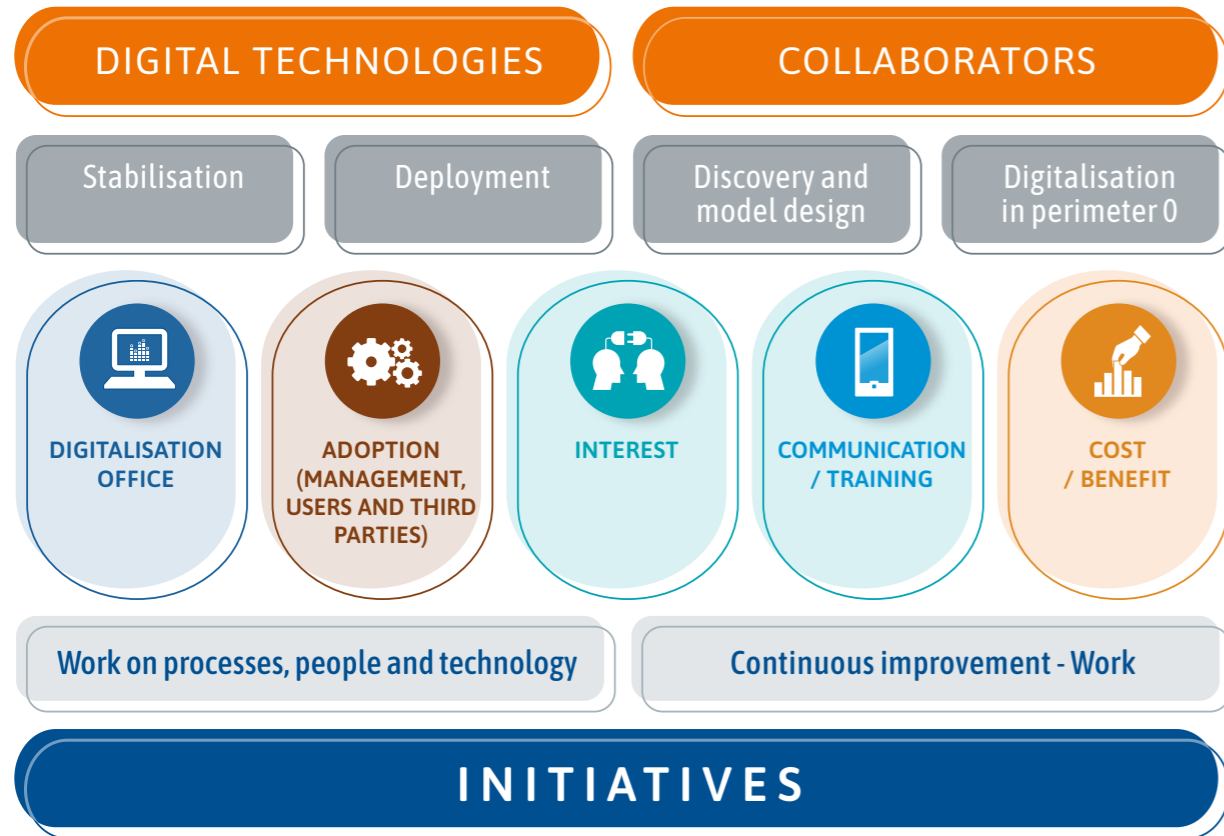 DIGITAL TECHNOLOGIES
COLLABORATORS
Stabilisation
Deployment
Discovery and
model design
Digitalisation
in perimeter 0
DIGITALISATION
OFFICE
ADOPTION
(MANAGEMENT,
USERS AND THIRD
PARTIES)
INTEREST
COMMUNICATION
/ TRAINING
COST
/ BENEFIT
Work on processes, people and technology
Continuous improvement - Work
INITIATIVES